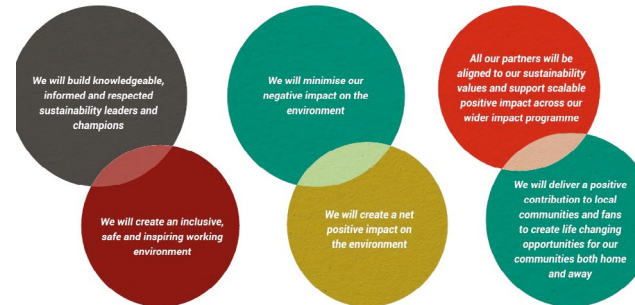 We will build knowledgeable,
informed and respected
sustainability leaders and
champions
We will create an inclusive,
safe and inspiring working
environment
We will minimise our
negative impact on the
environment
We will create a net
positive impact on
the environment
All our partners will be
aligned to our sustainability
values and support scalable
positive impact across our
wider impact programme
We will deliver a positive
contribution to local
communities and fans
to create life changing
opportunities for our
communities both home
and away